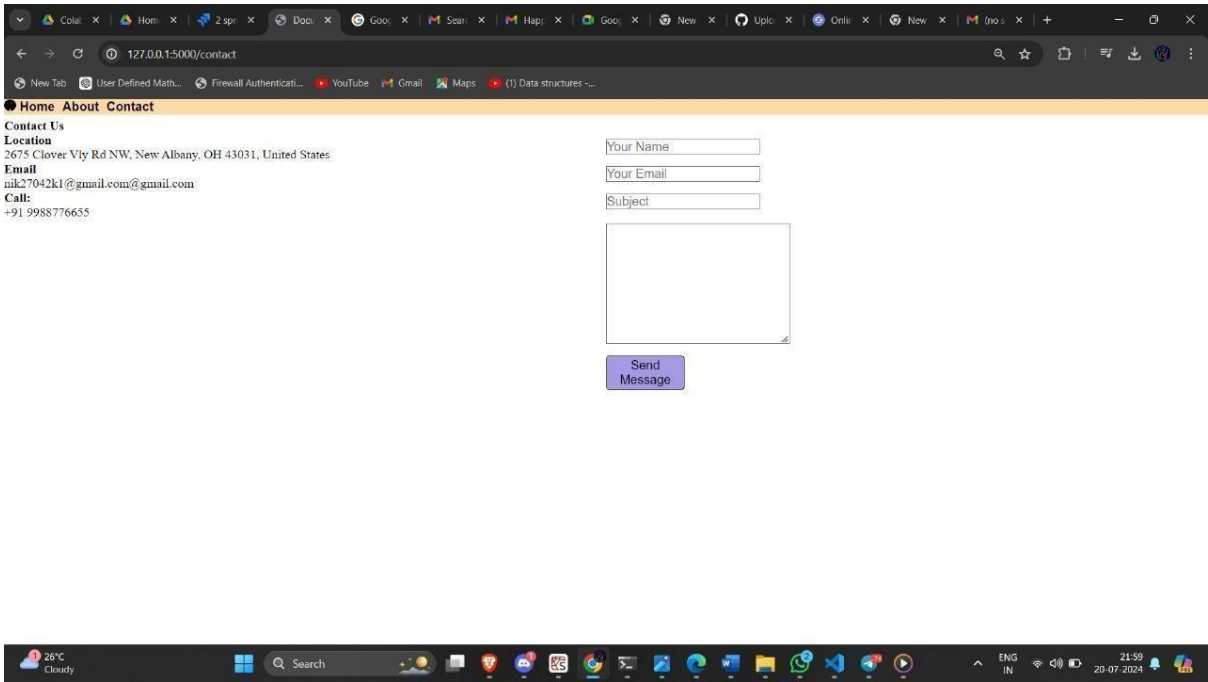 Colal
Hom
2 spr
Docu
Goog
Searc
Happ
Goog
New
Uplo
Onlin
New
(no s
127.0.0.1:5000/contact
New Tab
User Defined Math...
Firewall Authenticati...
YouTube
Gmail
Maps
(1) Data structures -...
Home About Contact
Contact Us
Location
2675 Clover Vly Rd NW, New Albany, OH 43031, United States
Email
nik27042k1@gmail.com@gmail.com
Call:
+91 9988776655
Your Name
Your Email
Subject
Send
Message
1
26°C
Cloudy
Search
ENG
IN
21:59
20-07-2024